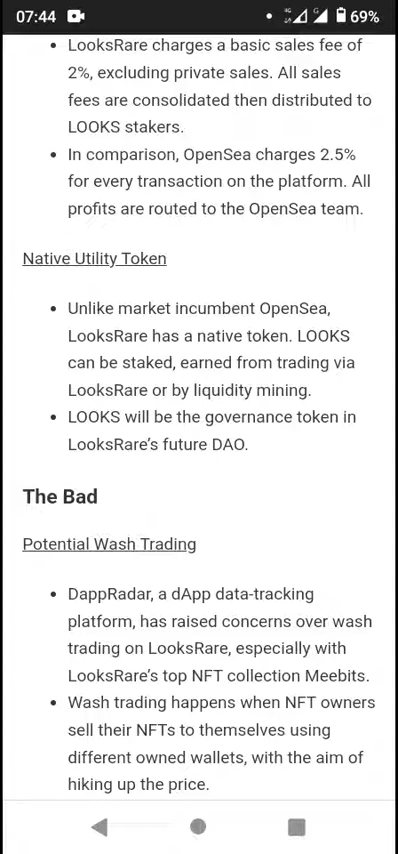 07:44
69%
LooksRare charges a basic sales fee of
2%, excluding private sales. All sales
fees are consolidated then distributed to
LOOKS stakers.
In comparison, OpenSea charges 2.5%
for every transaction on the platform. All
profits are routed to the OpenSea team.
Native Utility Token
Unlike market incumbent OpenSea,
LooksRare has a native token. LOOKS
can be staked, earned from trading via
LooksRare or by liquidity mining.
LOOKS will be the governance token in
LooksRare’s future DAO.
The Bad
Potential Wash Trading
DappRadar, a dApp data-tracking
platform, has raised concerns over wash
trading on LooksRare, especially with
LooksRare’s top NFT collection Meebits.
Wash trading happens when NFT owners
sell their NFTs to themselves using
different owned wallets, with the aim of
hiking up the price.